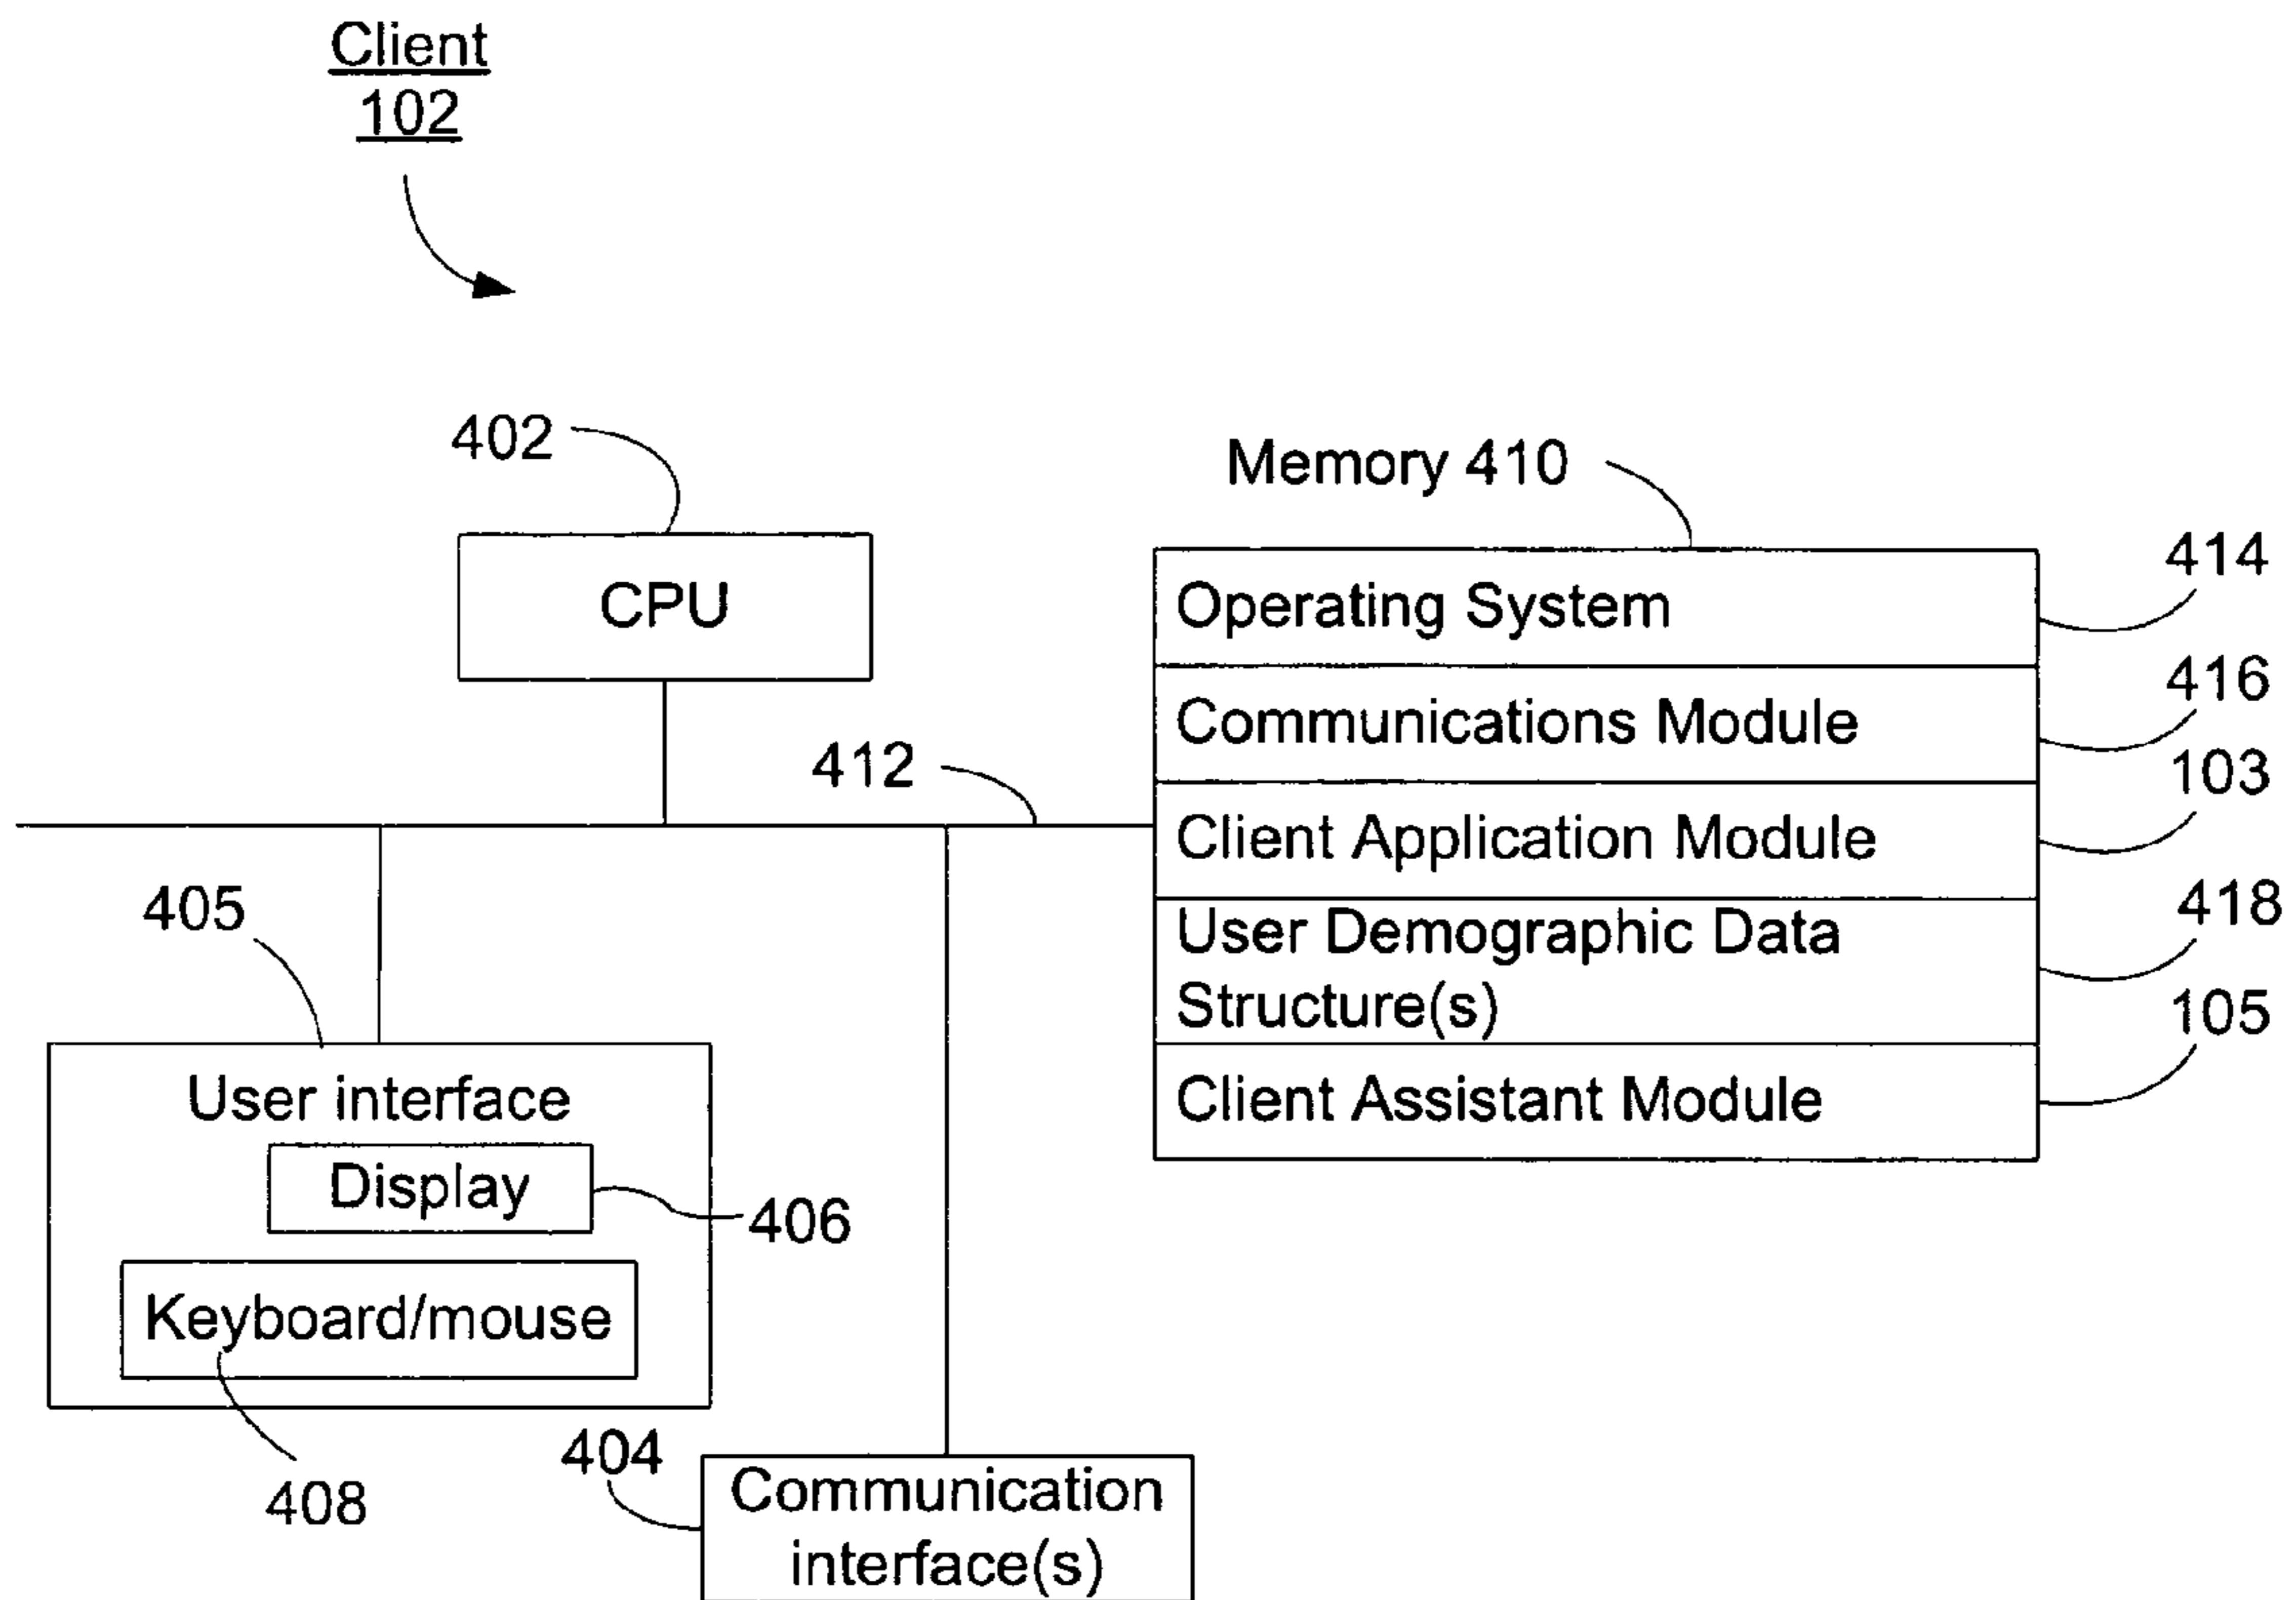 Client
102
402
CPU
412
Memory 410
Operating System
414
Communications Module
416
Client Application Module
103
User Demographic Data
Structure(s)
418
Client Assistant Module
105
405
User interface
Display
406
Keyboard/mouse
408
404
Communication
interface(s)